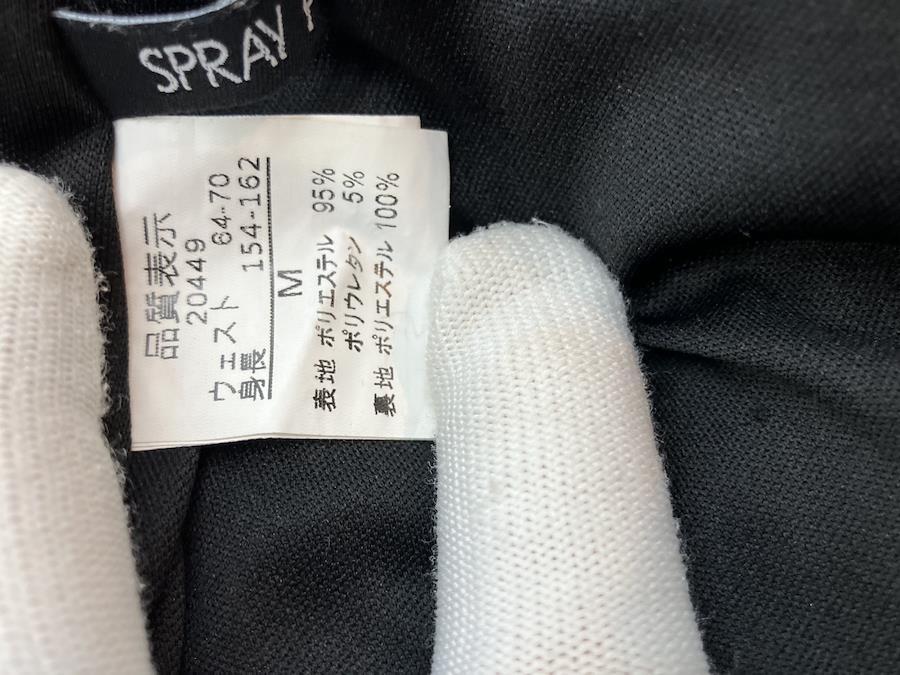 SPRAY
品質表示
20449
ウェスト 64-70
身長 154-162
M
表地 ポリエステル 95%
ポリウレタン 5%
裏地 ポリエステル 100%